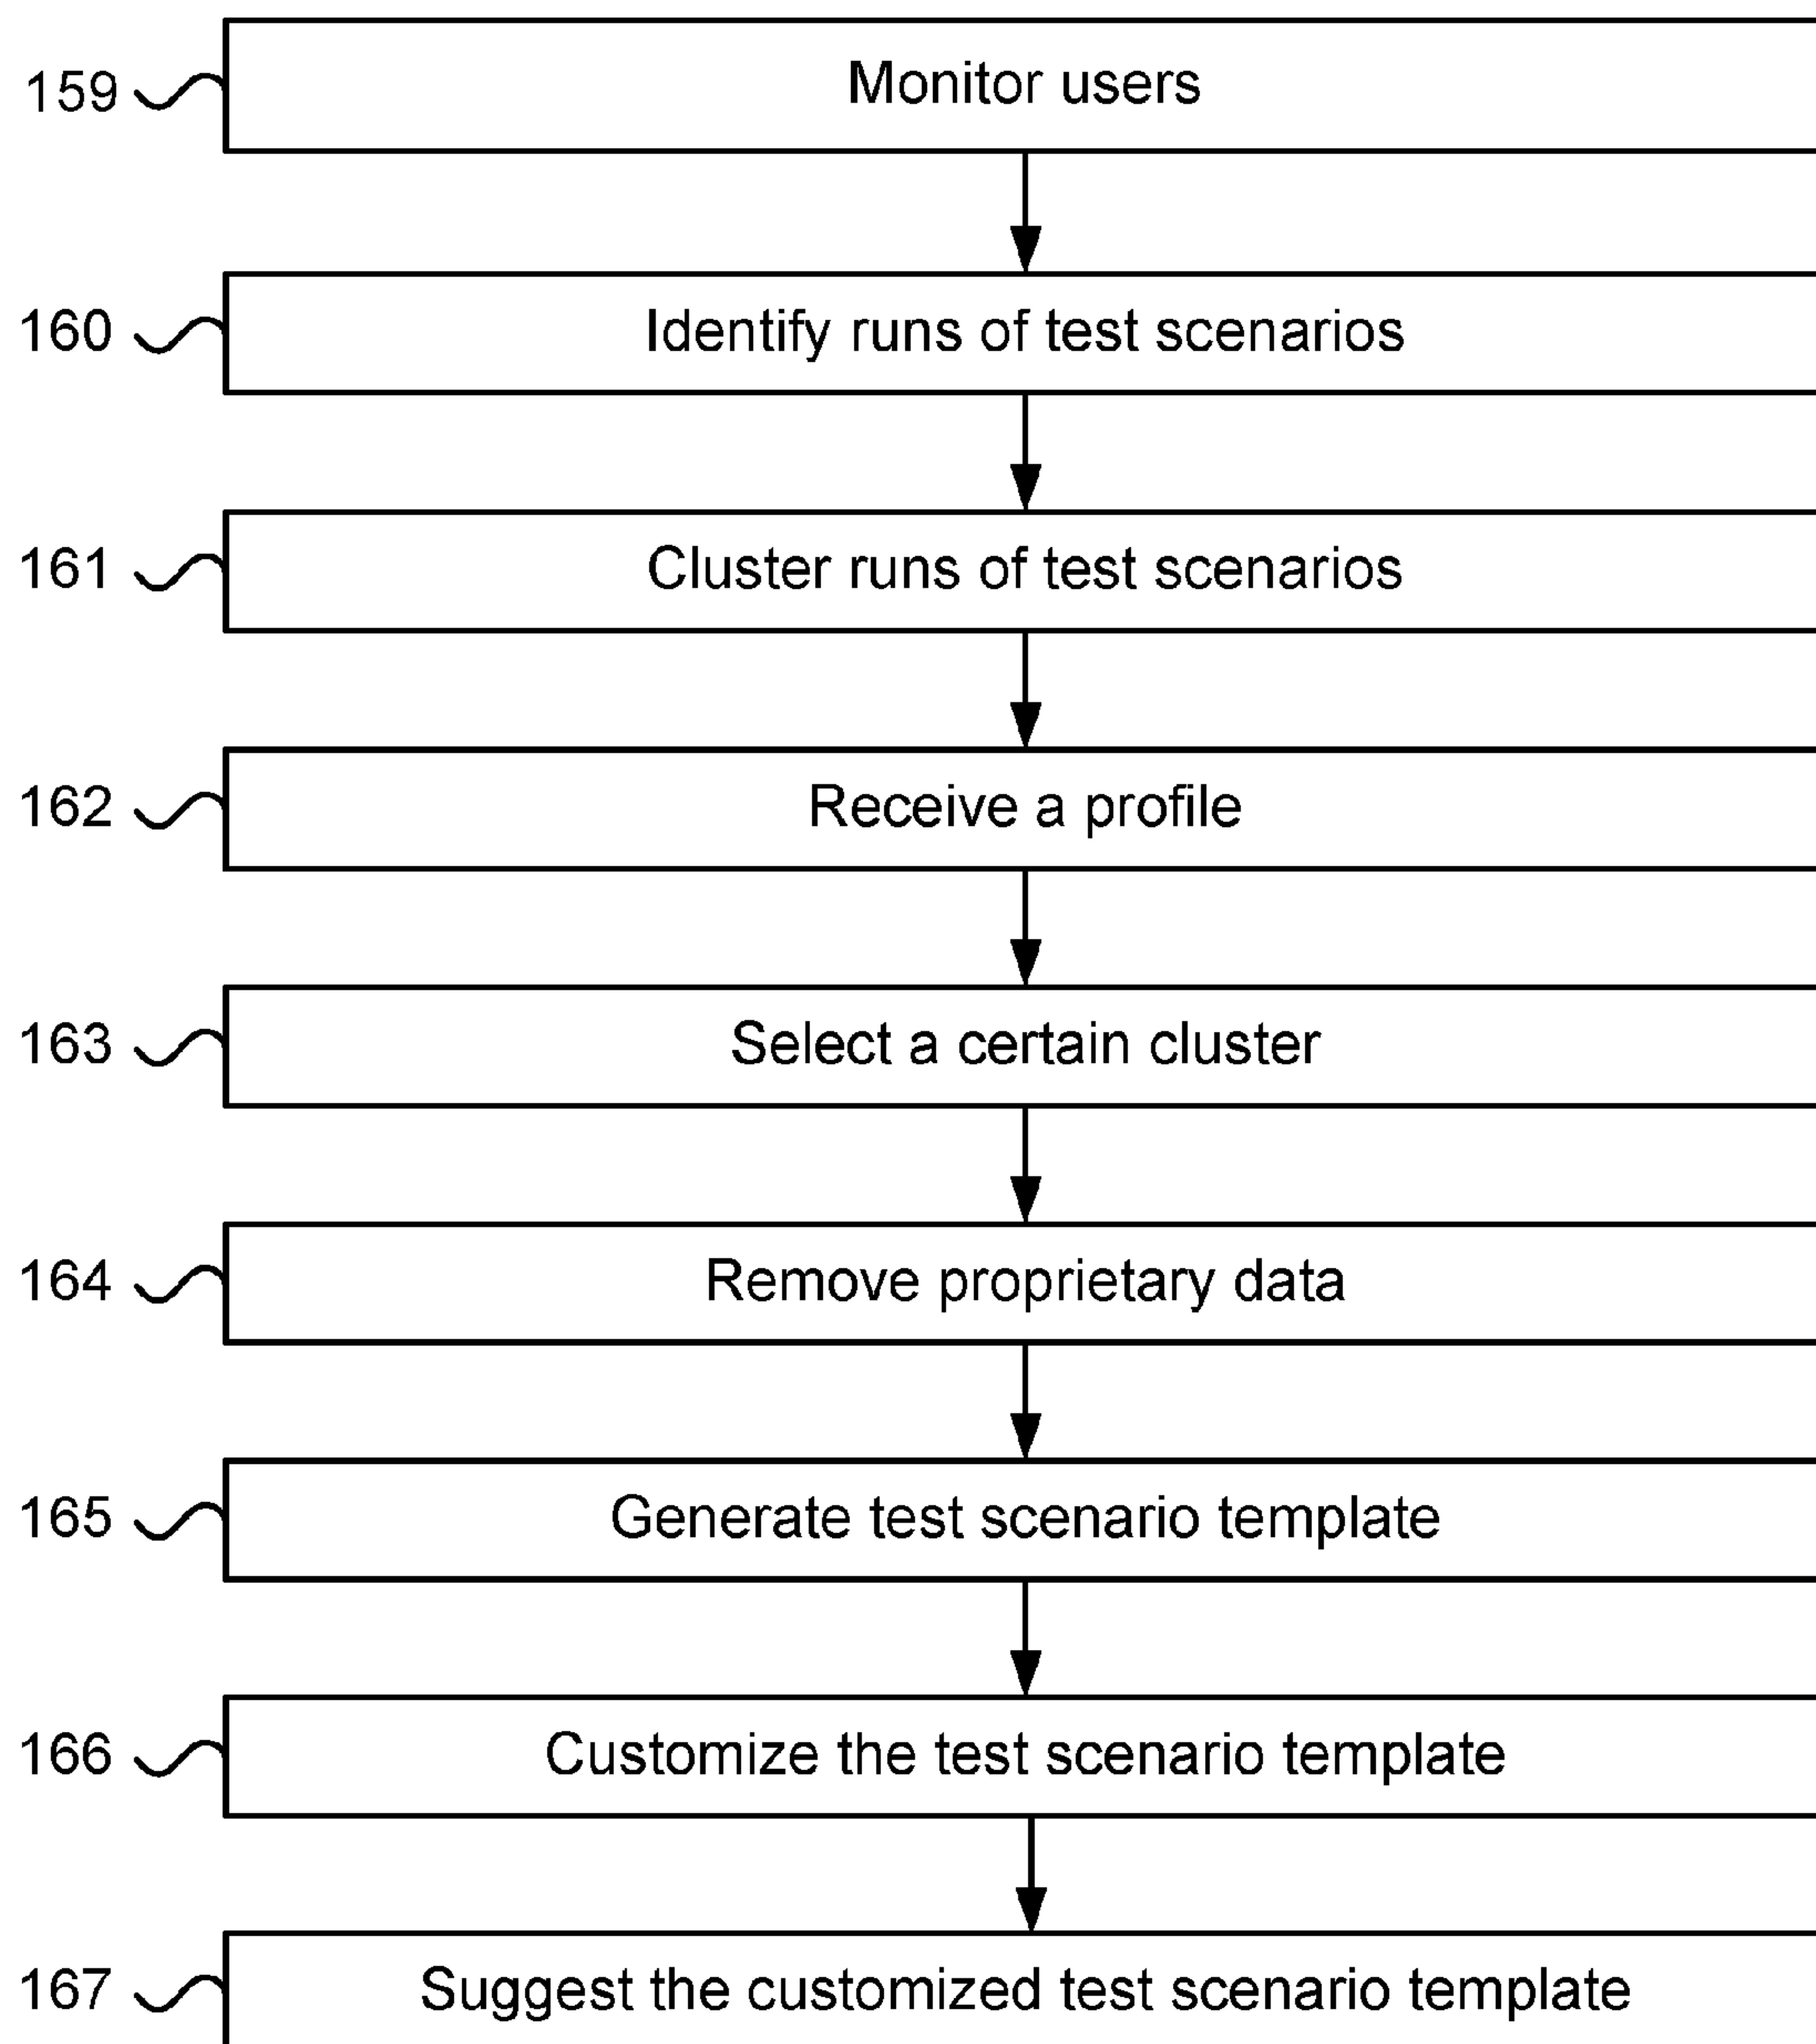 159 Monitor users
160 Identify runs of test scenarios
161 Cluster runs of test scenarios
162 Receive a profile
163 Select a certain cluster
164 Remove proprietary data
165 Generate test scenario template
166 Customize the test scenario template
167 Suggest the customized test scenario template